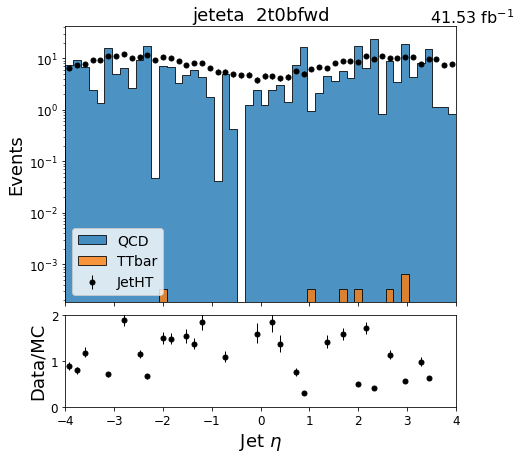 jeteta 2t0bfwd
41.53 fb⁻¹
Events
10¹
10⁰
10⁻¹
10⁻²
10⁻³
QCD
TTbar
JetHT
Data/MC
2
1
0
−4 −3 −2 −1 0 1 2 3 4
Jet η